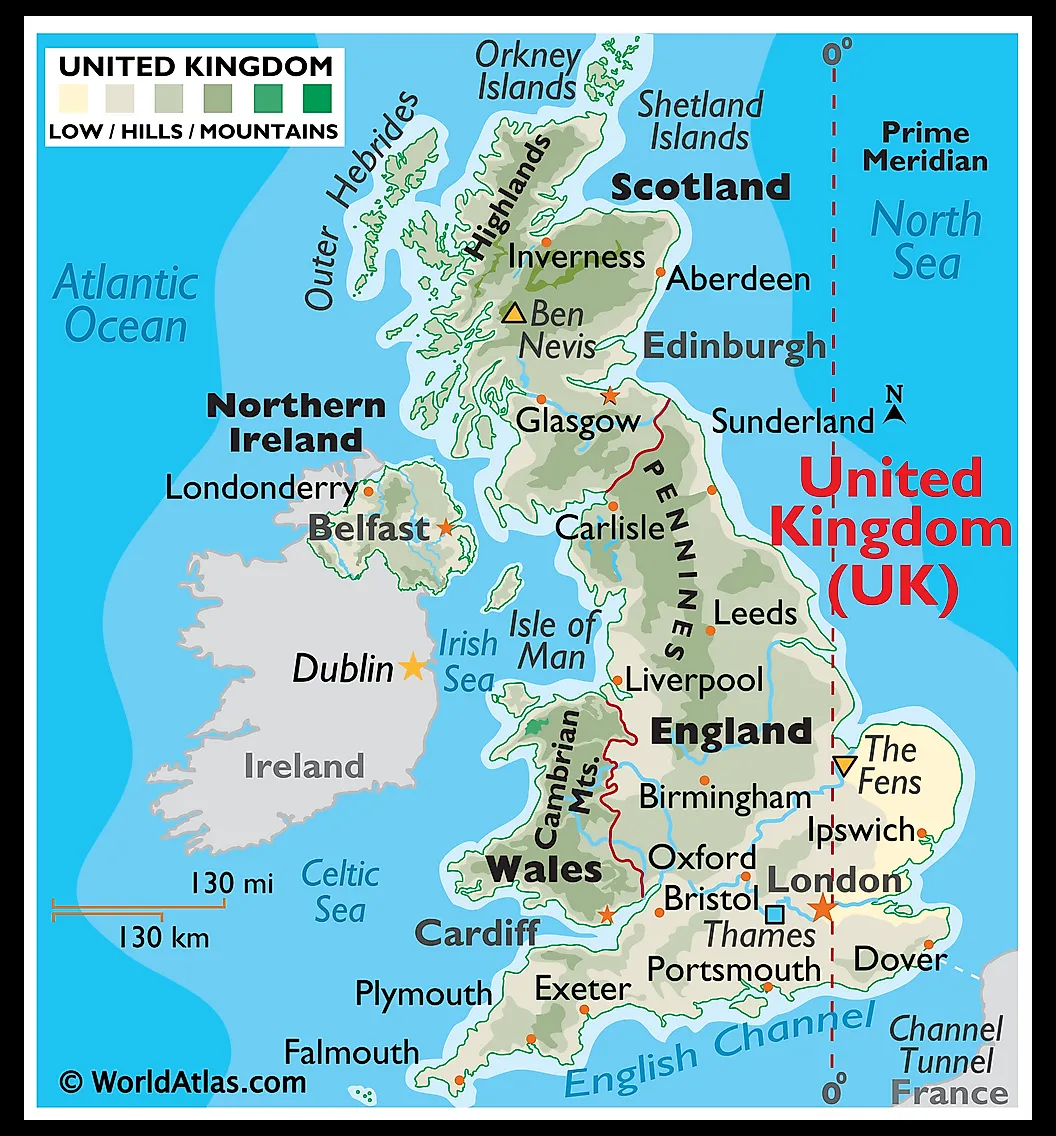 UNITED KINGDOM
LOW / HILLS / MOUNTAINS
Orkney
Islands
Shetland
Islands
0°
Prime
Meridian
Outer Hebrides
Highlands
Scotland
North
Sea
Inverness
Aberdeen
Atlantic
Ocean
Ben
Nevis
Edinburgh
Northern
Ireland
Glasgow
Sunderland
N
Londonderry
PENNINES
United
Kingdom
(UK)
Belfast
Carlisle
Isle of
Man
Leeds
Irish
Sea
Dublin
Liverpool
Ireland
England
Cambrian
Mts.
The
Fens
Birmingham
Ipswich
Wales
Oxford
London
130 mi
130 km
Celtic
Sea
Bristol
Cardiff
Thames
Portsmouth
Dover
Plymouth
Exeter
English Channel
Channel
Tunnel
Falmouth
© WorldAtlas.com
0°
France